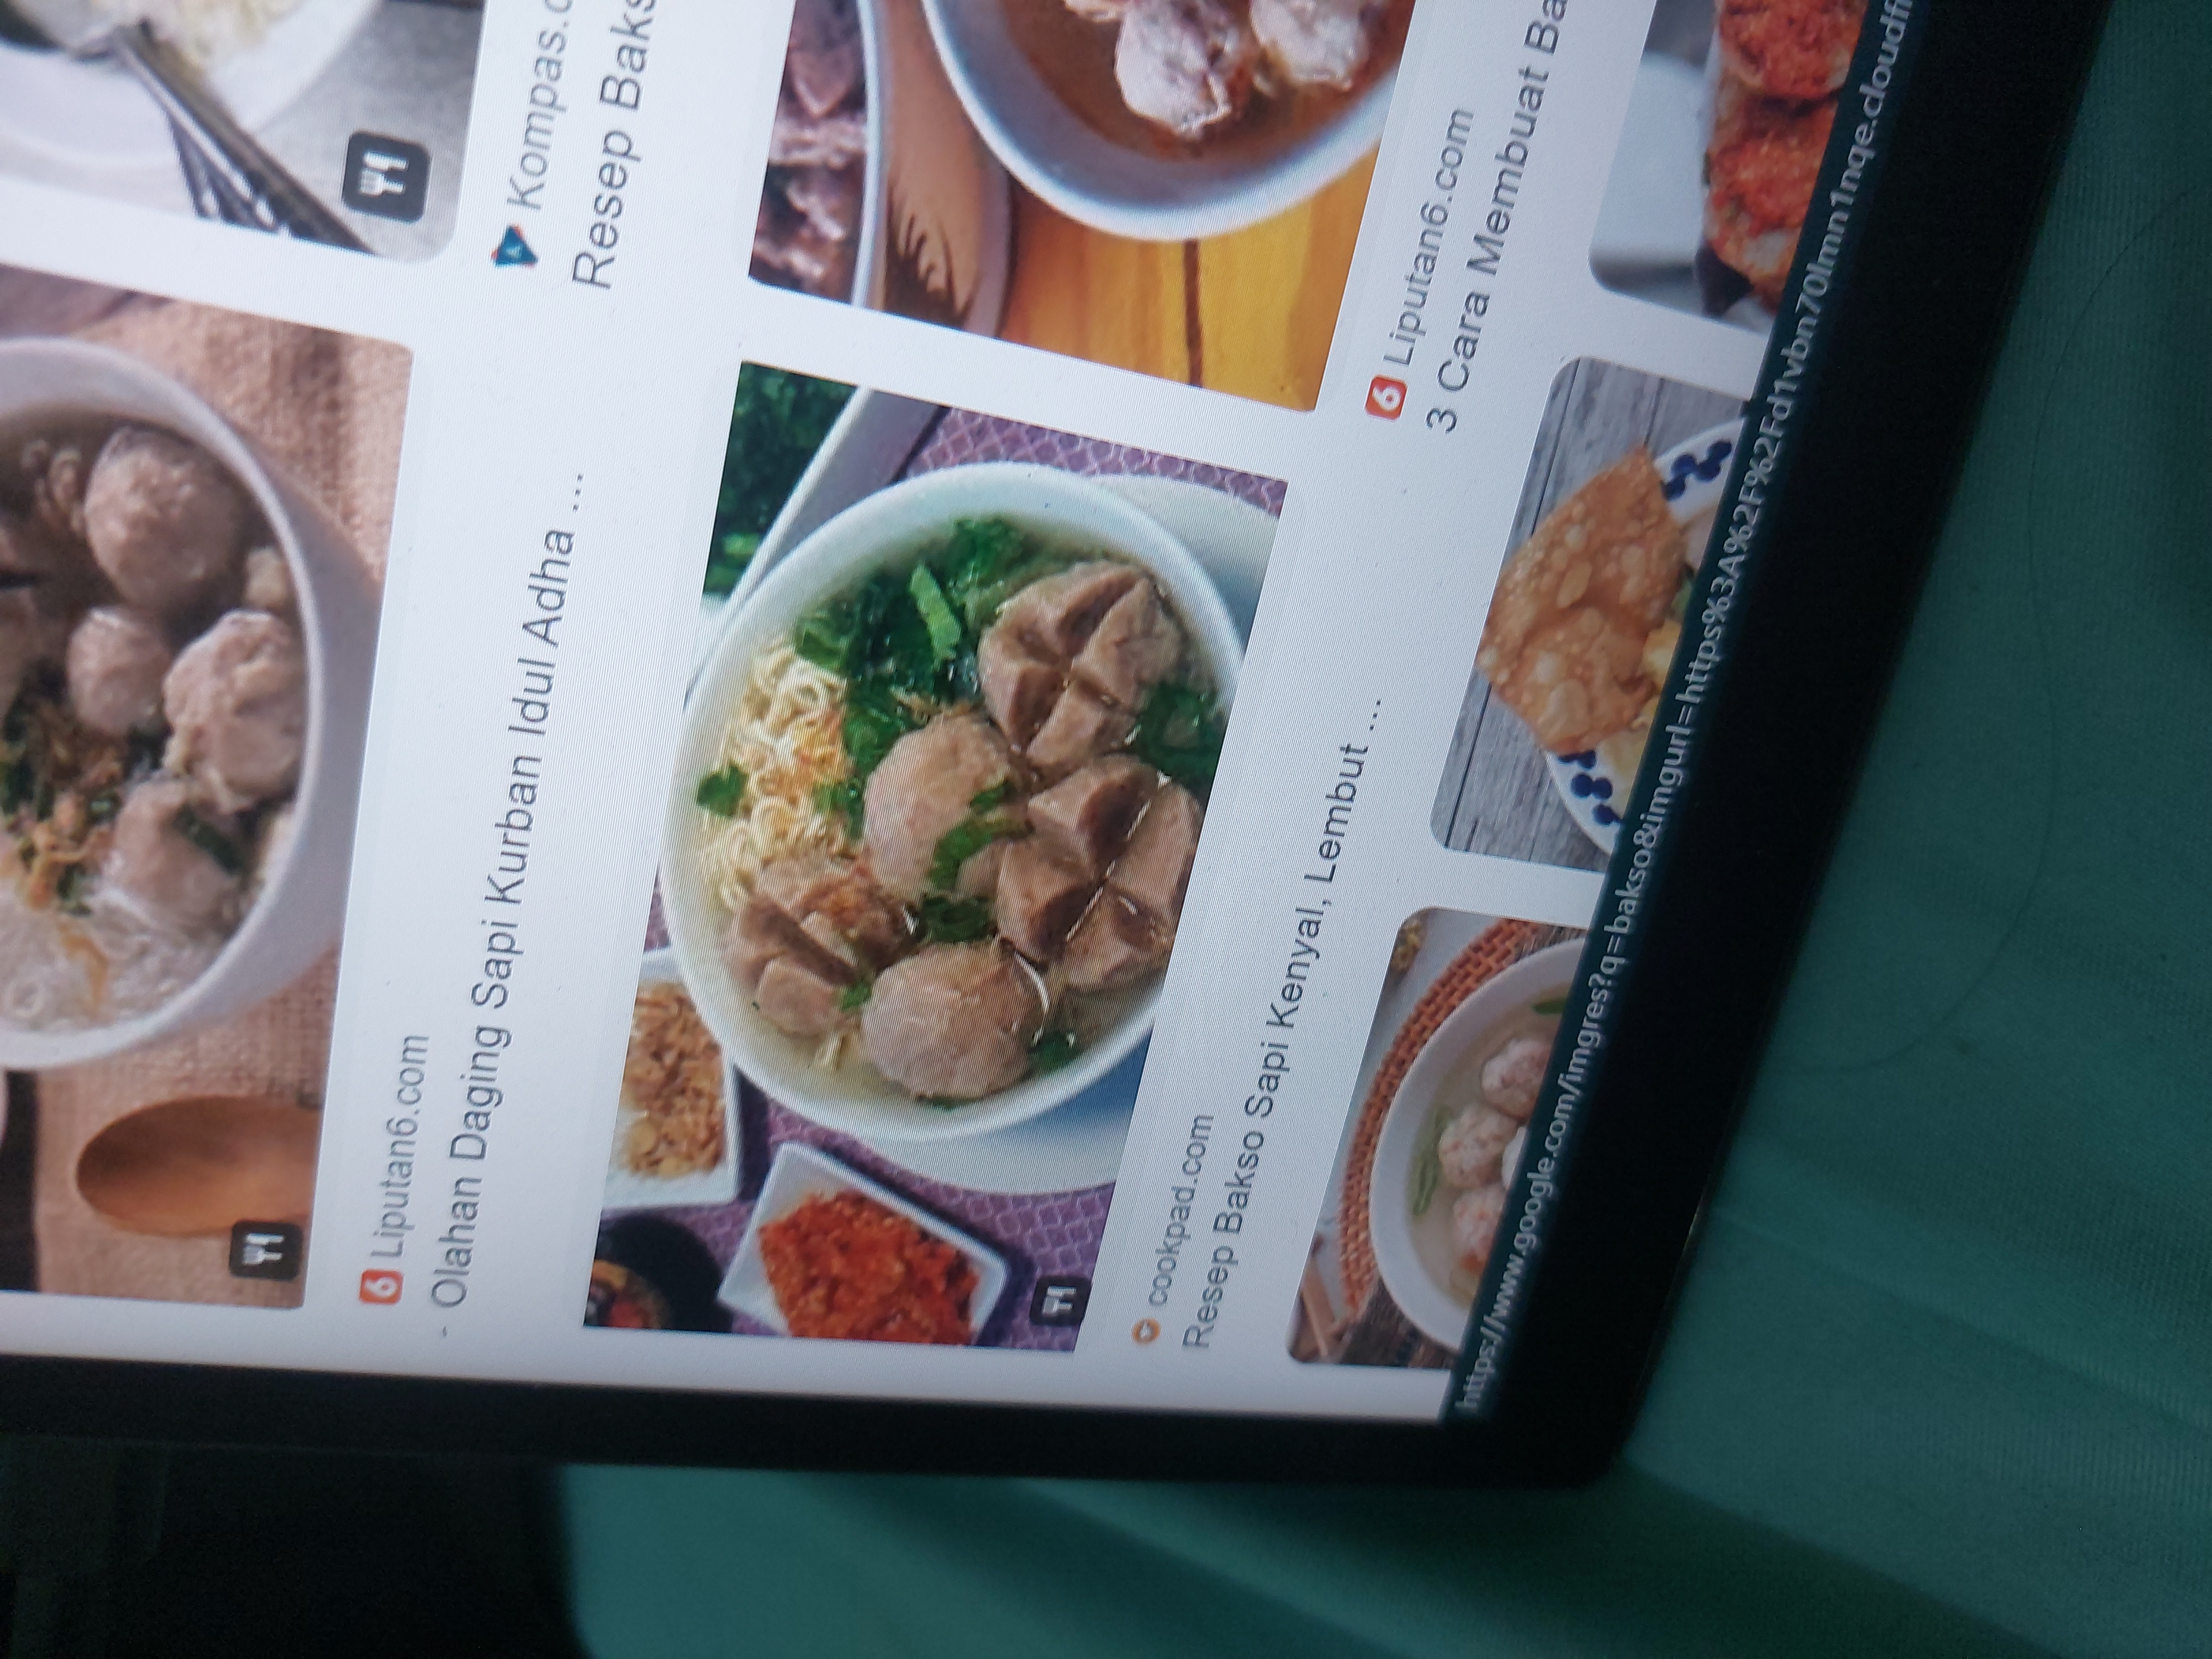 Liputan6.com
- Olahan Daging Sapi Kurban Idul Adha ...
Kompas.c
Resep Baks
cookpad.com
Resep Bakso Sapi Kenyal, Lembut ...
Liputan6.com
3 Cara Membuat Ba
https://www.google.com/imgres?q=bakso&imgurl=https%3A%2F%2Fd1vbn70lmn1nqe.cloudf